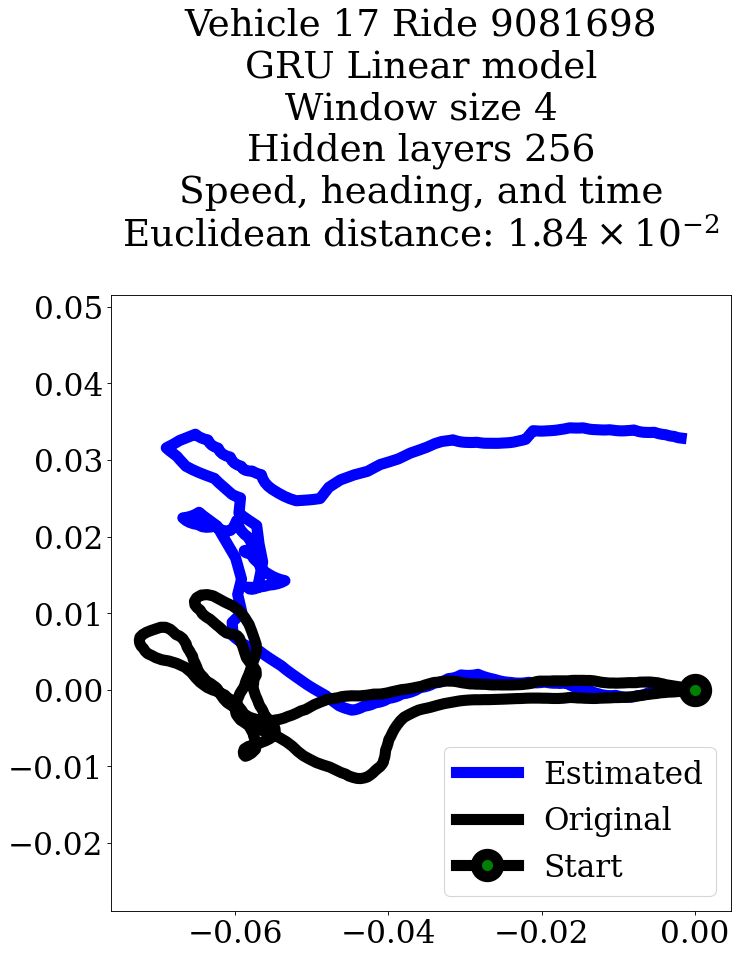 Vehicle 17 Ride 9081698
GRU Linear model
Window size 4
Hidden layers 256
Speed, heading, and time
Euclidean distance: 1.84 × 10⁻²
0.05
0.04
0.03
0.02
0.01
0.00
−0.01
−0.02
Estimated
Original
Start
−0.06
−0.04
−0.02
0.00